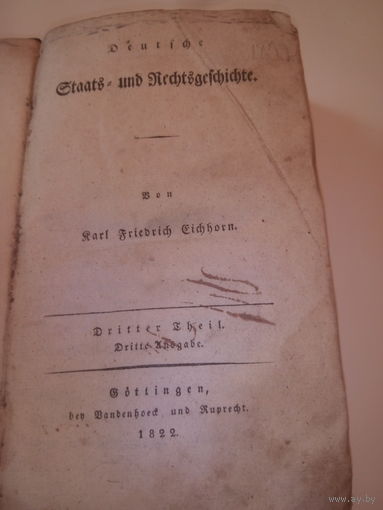 Deutsche
Staats- und Rechtsgeschichte.
Von
Karl Friedrich Eichhorn.
Dritter Theil.
Dritte Ausgabe.
Göttingen,
bey Vandenhoeck und Ruprecht.
1822.
www.ay.by